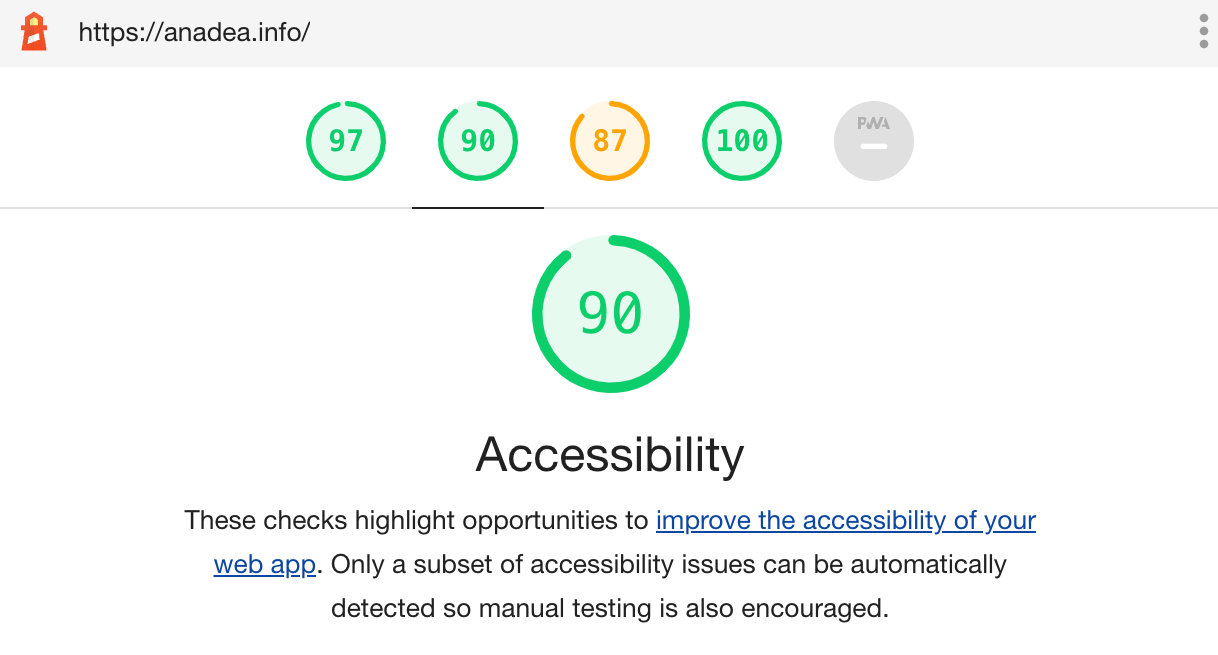 https://anadea.info/
97 90 87 100 PWA
90
Accessibility
These checks highlight opportunities to improve the accessibility of your
web app. Only a subset of accessibility issues can be automatically
detected so manual testing is also encouraged.